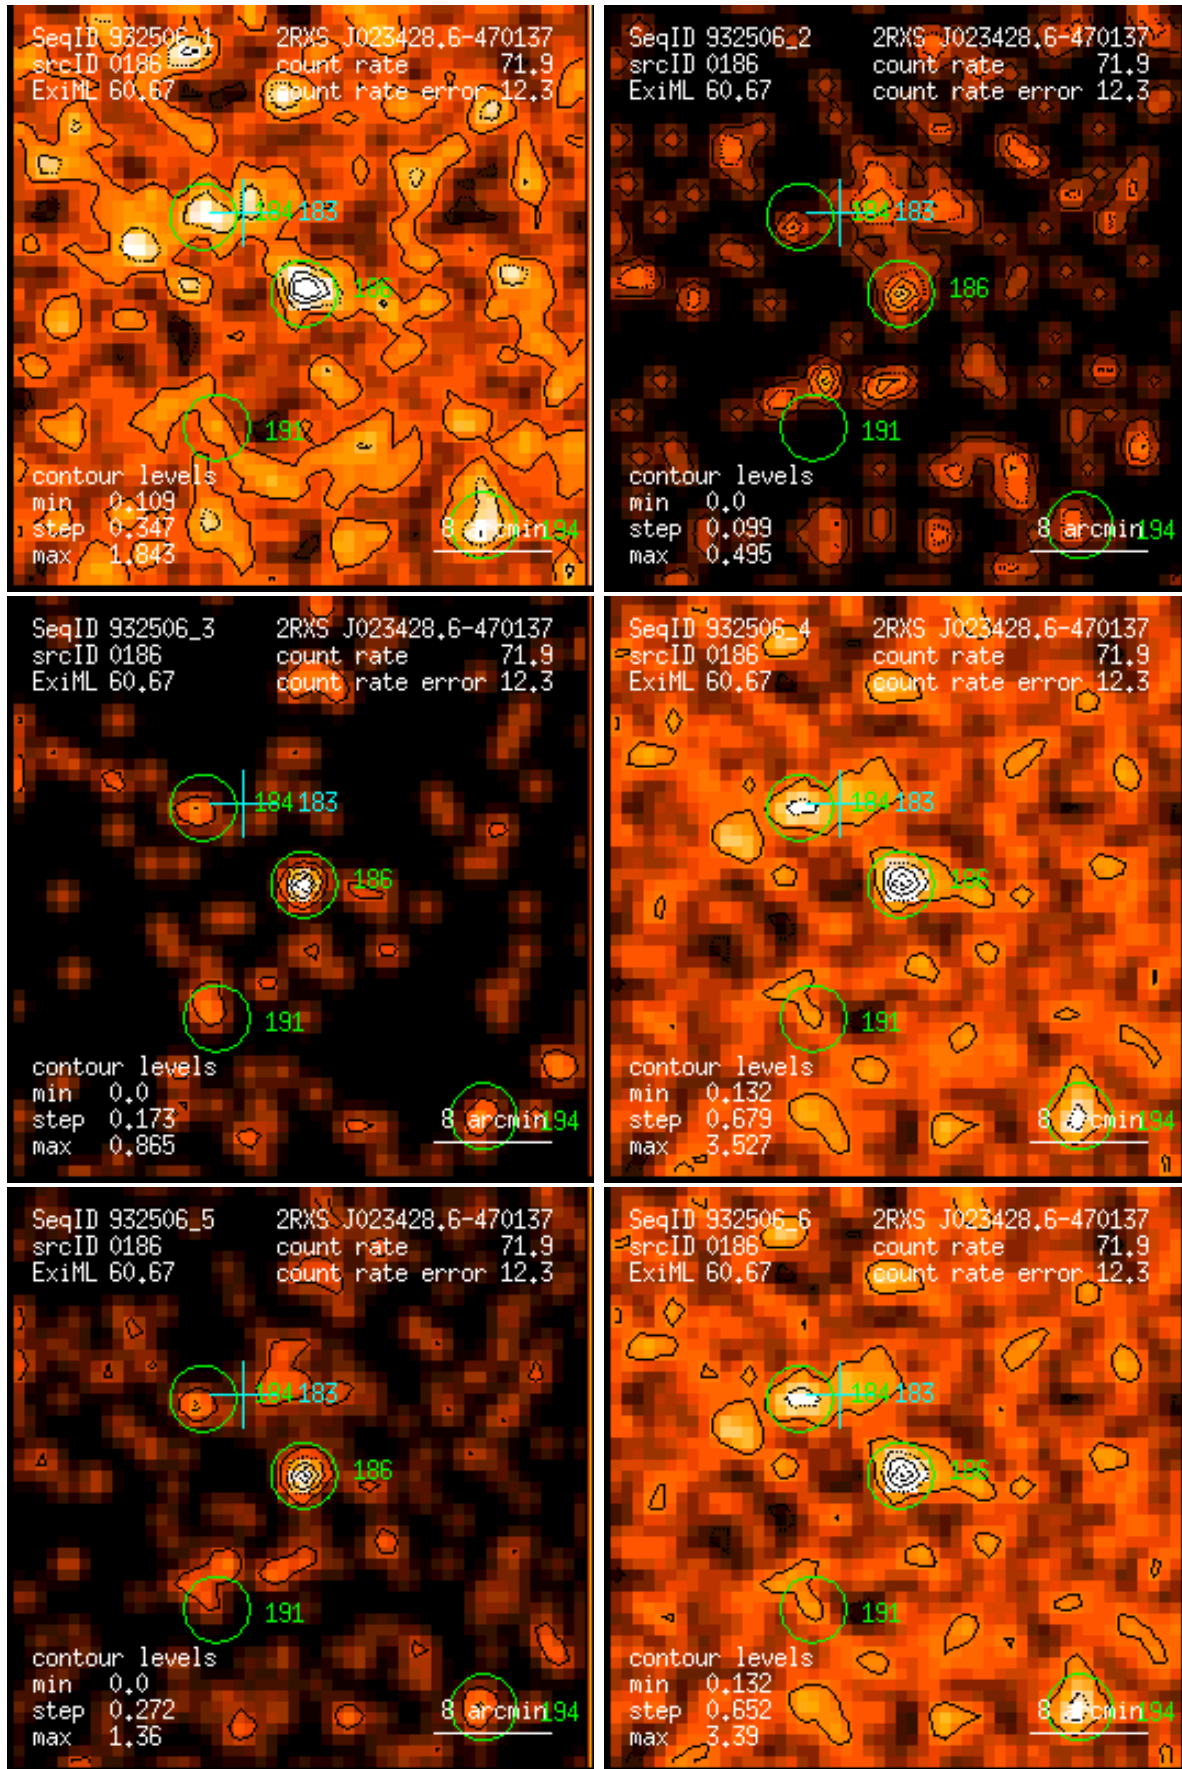 SeqID 932506_1 2RXS J023428.6-470137
srcID 0186 count rate 71.9
ExiML 60.67 count rate error 12.3
184 183
186
191
contour levels
min 0.109
step 0.347
max 1.843
8 arcmin 194
SeqID 932506_2 2RXS J023428.6-470137
srcID 0186 count rate 71.9
ExiML 60.67 count rate error 12.3
184 183
186
191
contour levels
min 0.0
step 0.099
max 0.495
8 arcmin 194
SeqID 932506_3 2RXS J023428.6-470137
srcID 0186 count rate 71.9
ExiML 60.67 count rate error 12.3
184 183
186
191
contour levels
min 0.0
step 0.173
max 0.865
8 arcmin 194
SeqID 932506_4 2RXS J023428.6-470137
srcID 0186 count rate 71.9
ExiML 60.67 count rate error 12.3
184 183
186
191
contour levels
min 0.132
step 0.679
max 3.527
8 arcmin 194
SeqID 932506_5 2RXS J023428.6-470137
srcID 0186 count rate 71.9
ExiML 60.67 count rate error 12.3
184 183
186
191
contour levels
min 0.0
step 0.272
max 1.36
8 arcmin 194
SeqID 932506_6 2RXS J023428.6-470137
srcID 0186 count rate 71.9
ExiML 60.67 count rate error 12.3
184 183
186
191
contour levels
min 0.132
step 0.652
max 3.39
8 arcmin 194